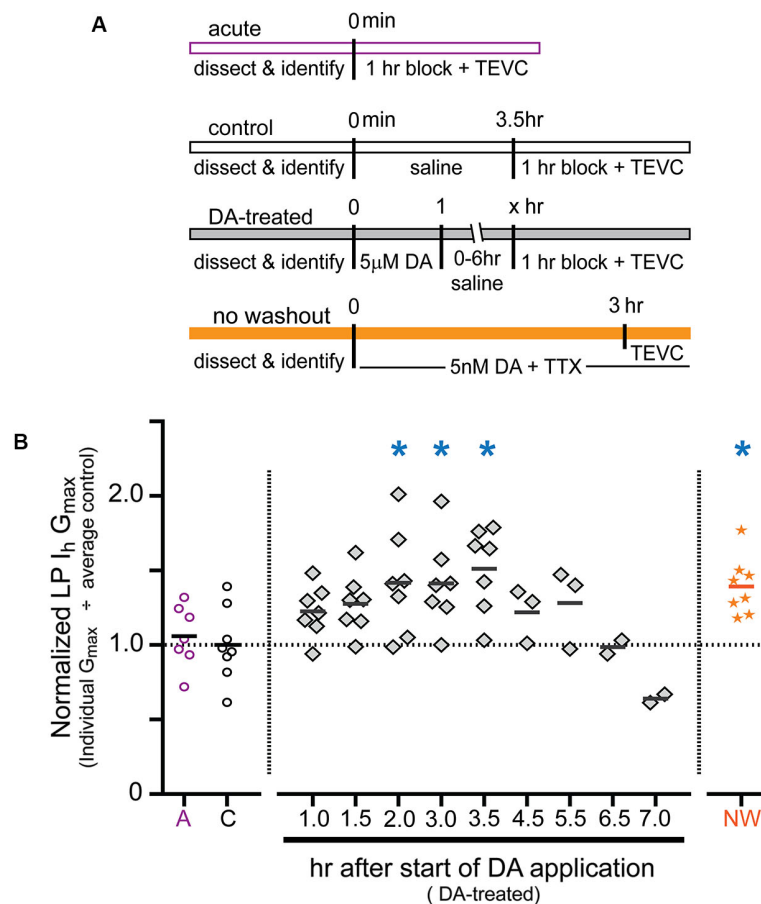 A
acute
0 min
dissect & identify 1 hr block + TEVC
control
0 min 3.5hr
dissect & identify saline 1 hr block + TEVC
DA-treated
0 1 x hr
dissect & identify 5μM DA 0-6hr saline 1 hr block + TEVC
no washout
0 3 hr
dissect & identify 5nM DA + TTX TEVC
B
* * * *
Normalized LP Ih Gmax
(Individual Gmax ÷ average control)
2.0
1.0
0
A C 1.0 1.5 2.0 3.0 3.5 4.5 5.5 6.5 7.0 NW
hr after start of DA application
( DA-treated)